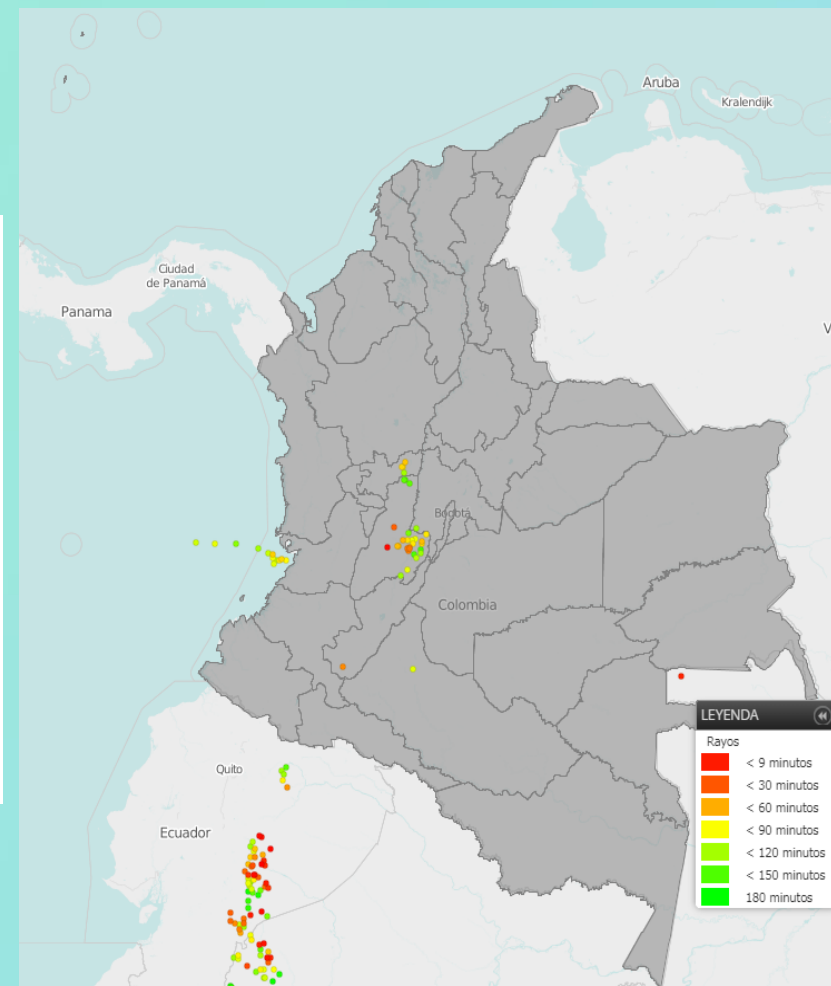 Aruba
Kralendijk
Ciudad
de Panamá
Panama
V
Bogotá
Colombia
Quito
Ecuador
LEYENDA
Rayos
< 9 minutos
< 30 minutos
< 60 minutos
< 90 minutos
< 120 minutos
< 150 minutos
180 minutos